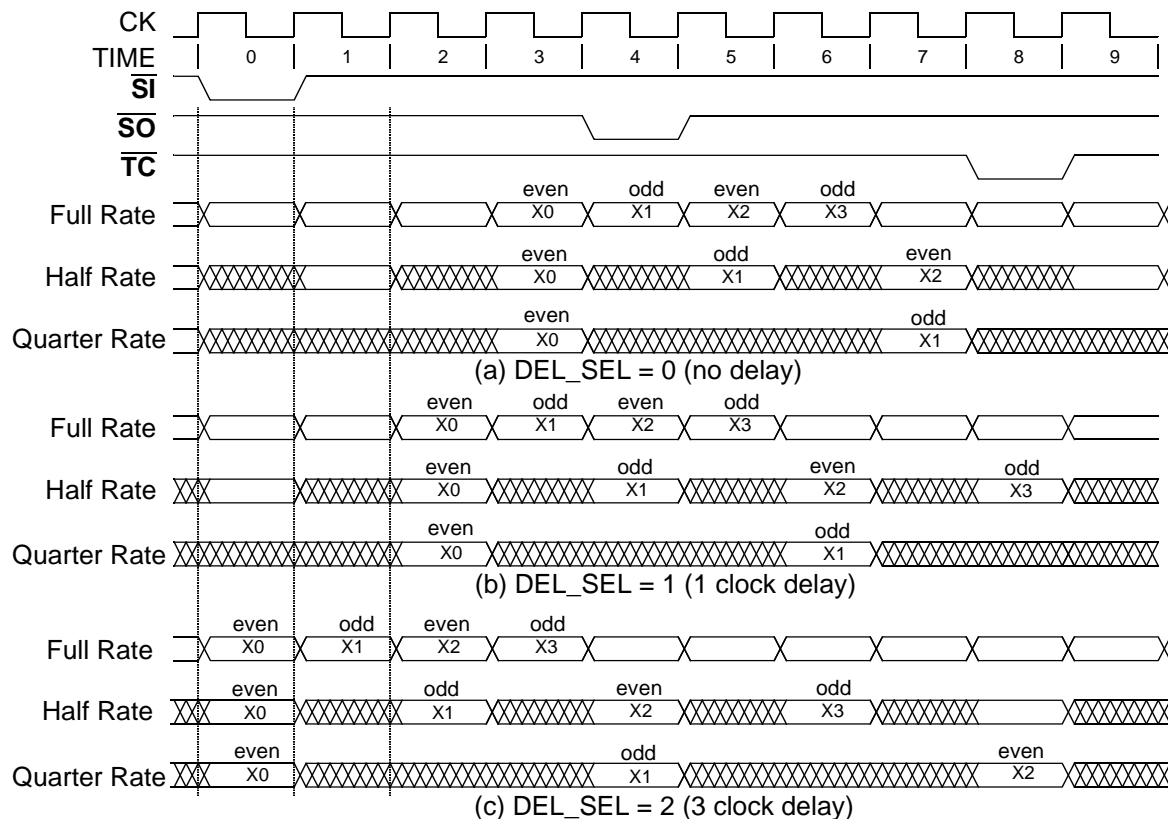 CK
TIME 0 1 2 3 4 5 6 7 8 9
SI
SO
TC
even odd even odd
Full Rate X0 X1 X2 X3
even odd even
Half Rate X0 X1 X2
even odd
Quarter Rate X0 X1
(a) DEL_SEL = 0 (no delay)
even odd even odd
Full Rate X0 X1 X2 X3
even odd even odd
Half Rate X0 X1 X2 X3
even odd
Quarter Rate X0 X1
(b) DEL_SEL = 1 (1 clock delay)
even odd even odd
Full Rate X0 X1 X2 X3
even odd even odd
Half Rate X0 X1 X2 X3
even odd even
Quarter Rate X0 X1 X2
(c) DEL_SEL = 2 (3 clock delay)